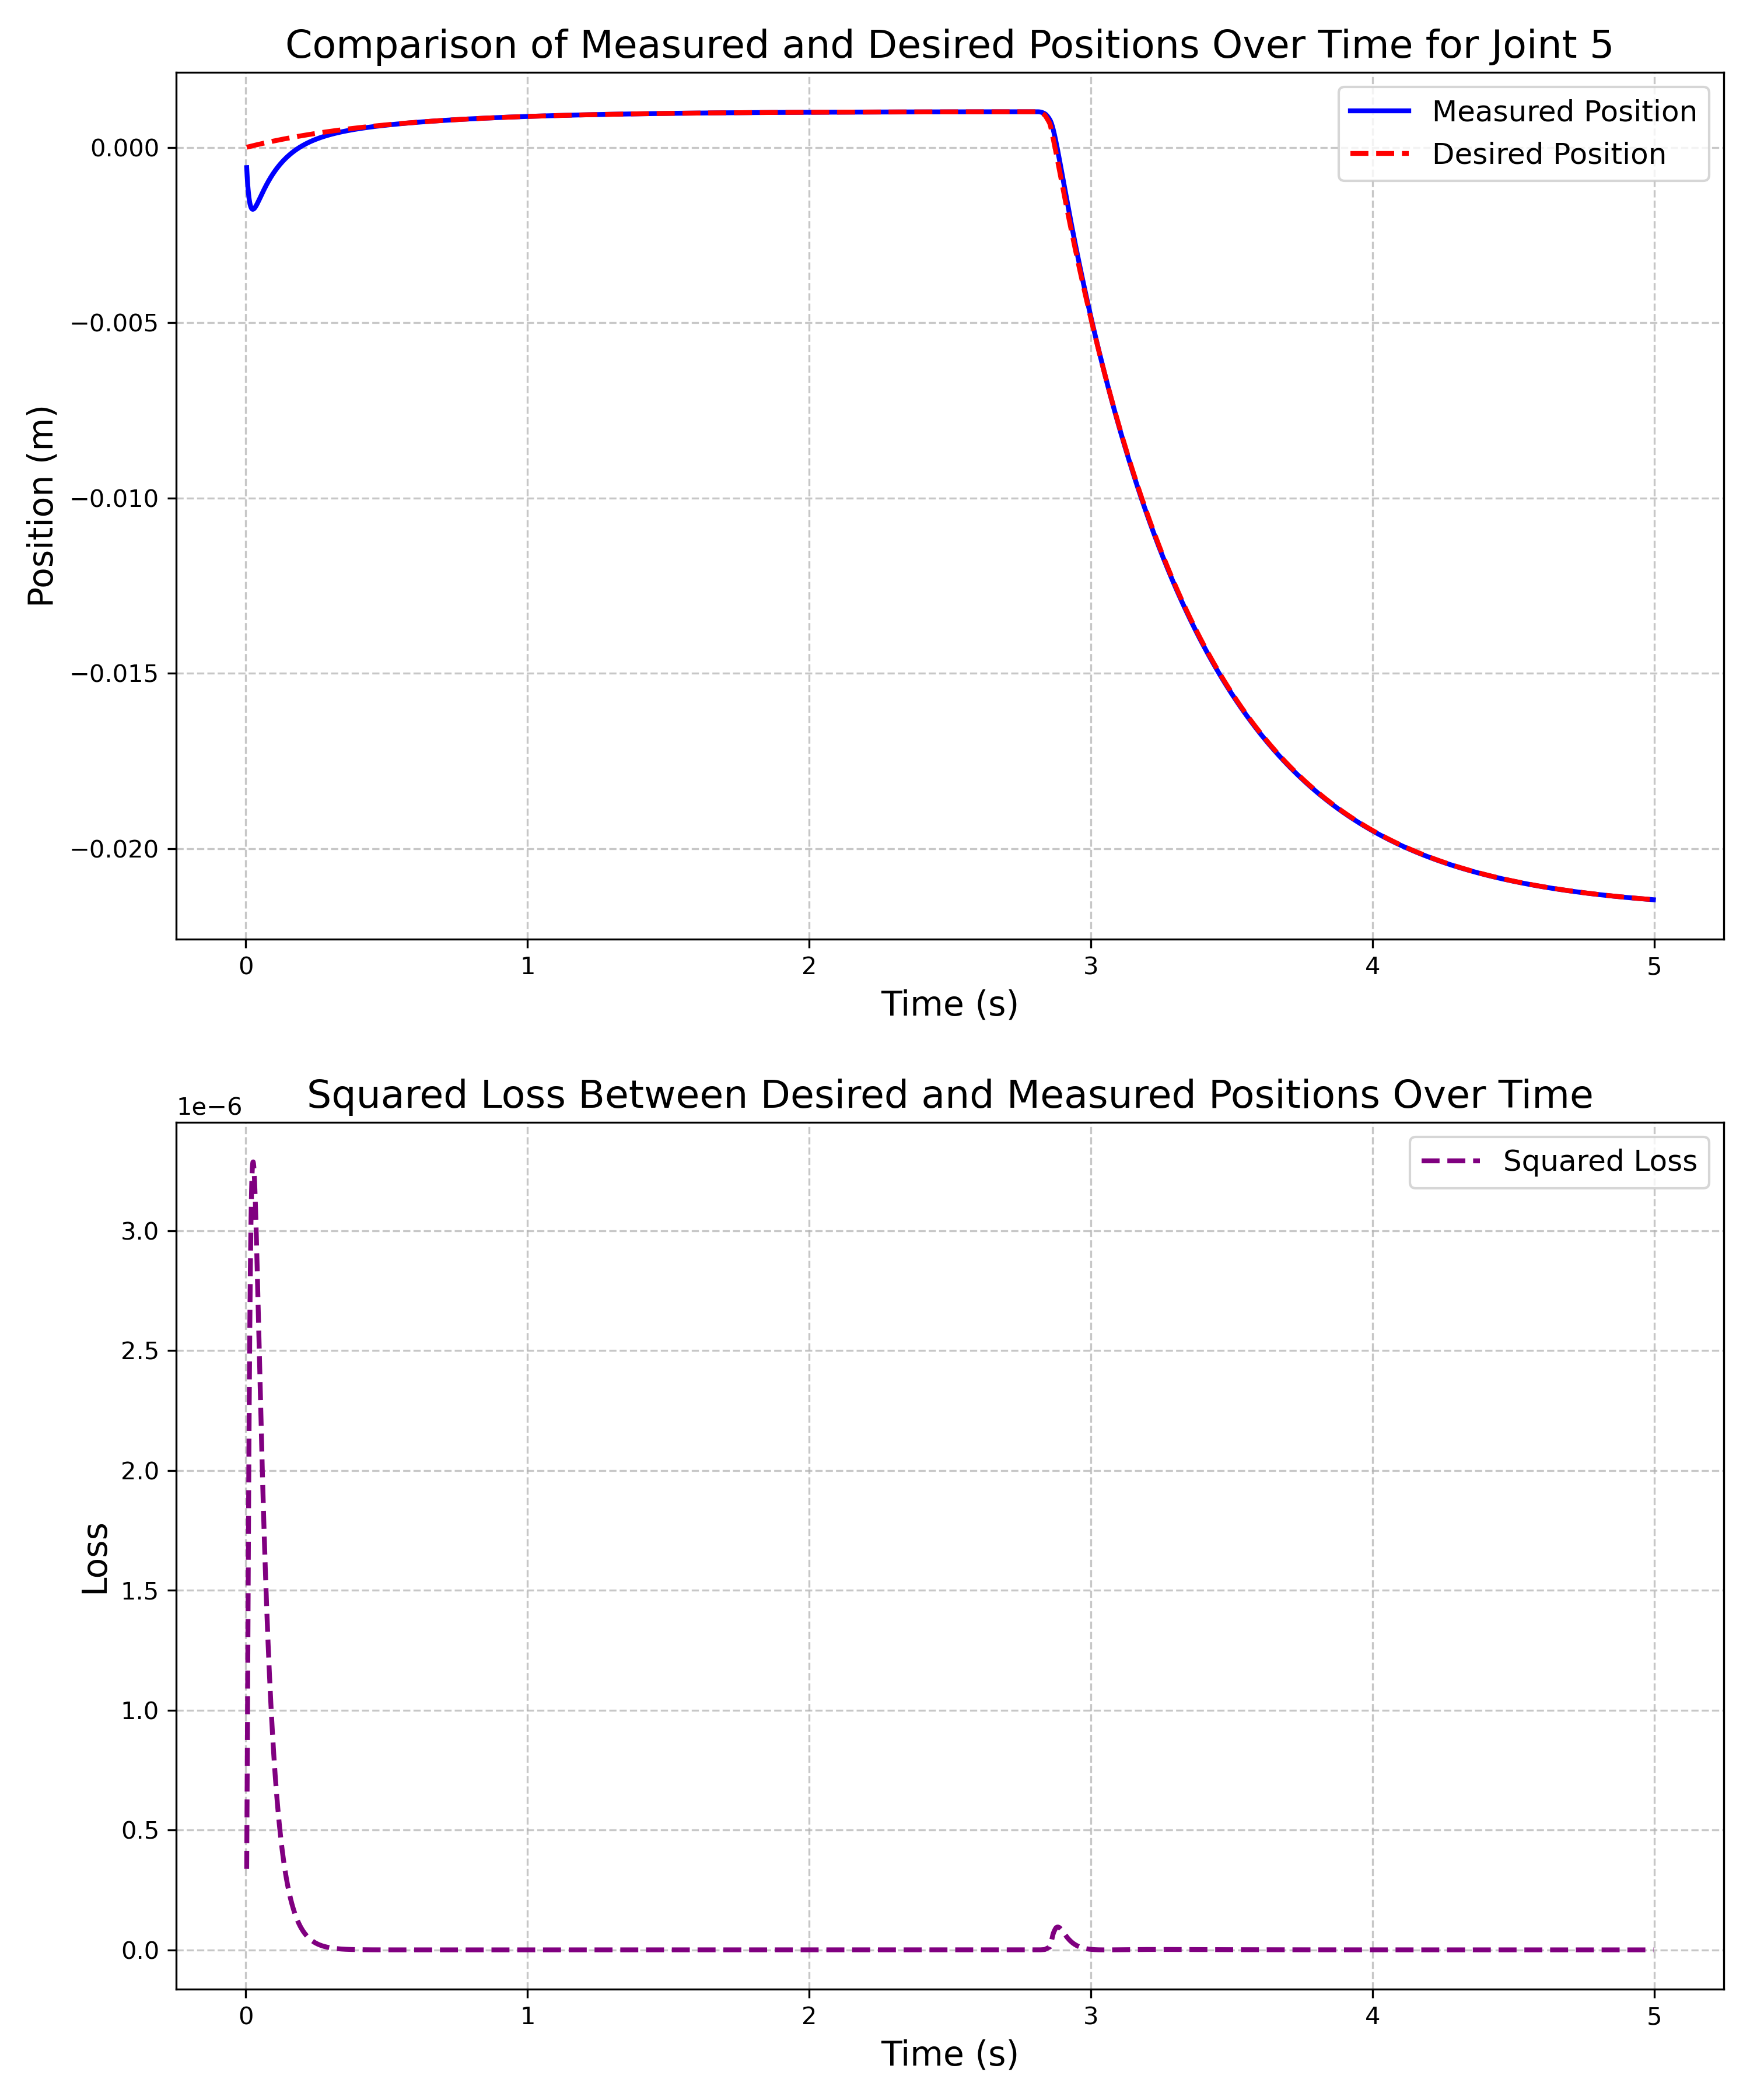 Comparison of Measured and Desired Positions Over Time for Joint 5
Measured Position
Desired Position
0.000
−0.005
−0.010
−0.015
−0.020
Position (m)
0
1
2
3
4
5
Time (s)
Squared Loss Between Desired and Measured Positions Over Time
1e−6
Squared Loss
3.0
2.5
2.0
1.5
1.0
0.5
0.0
Loss
0
1
2
3
4
5
Time (s)